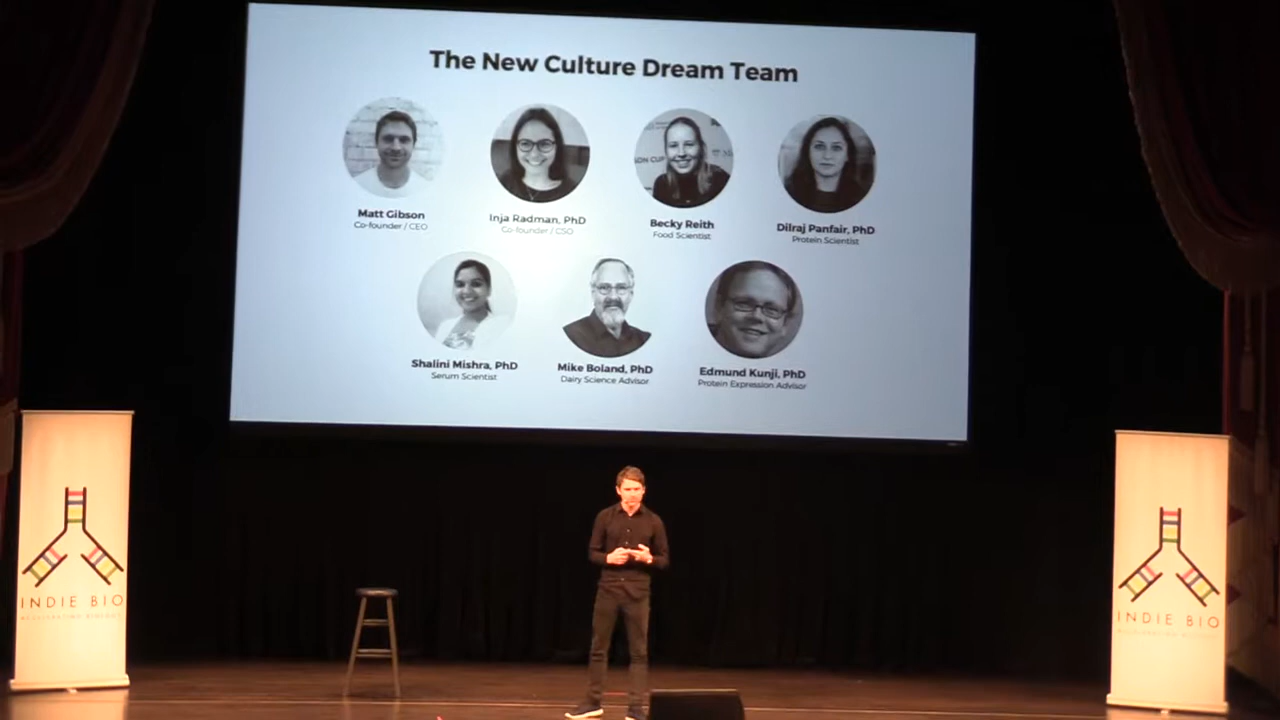 The New Culture Dream Team
Matt Gibson
Co-founder / CEO
Inja Radman, PhD
Co-founder / CSO
Becky Reith
Food Scientist
Dilraj Panfair, PhD
Protein Scientist
Shalini Mishra, PhD
Serum Scientist
Mike Boland, PhD
Dairy Science Advisor
Edmund Kunji, PhD
Protein Expression Advisor
INDIE BIO
INDIE BIO